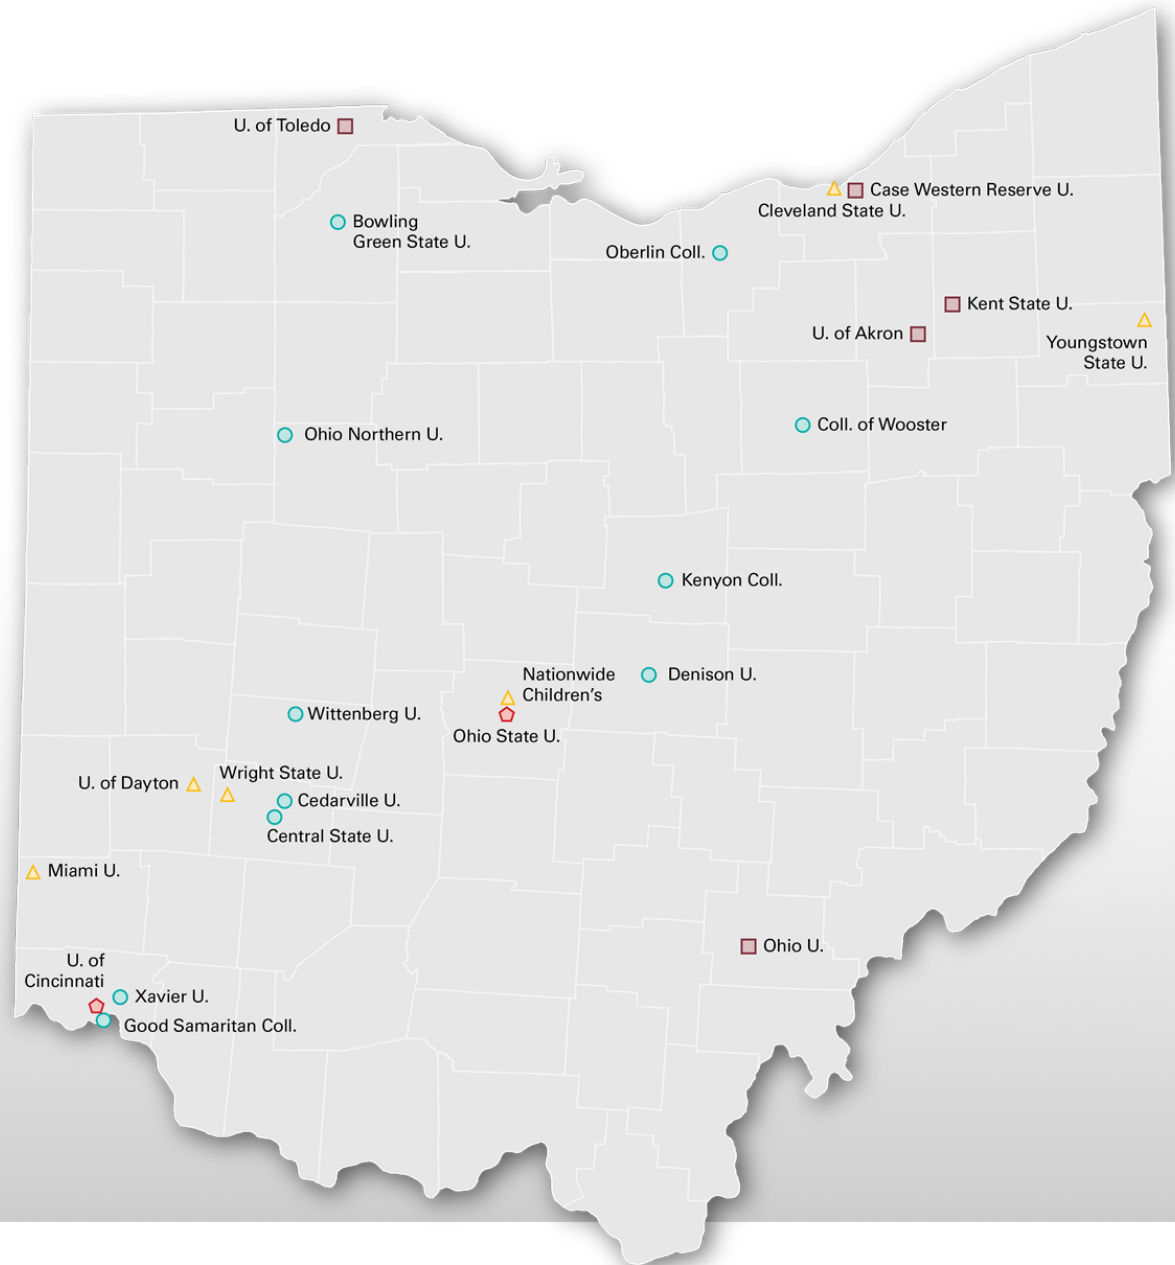 U. of Toledo
Case Western Reserve U.
Cleveland State U.
Bowling
Green State U.
Oberlin Coll.
Kent State U.
U. of Akron
Youngstown
State U.
Coll. of Wooster
Ohio Northern U.
Kenyon Coll.
Nationwide
Children's
Denison U.
Wittenberg U.
Ohio State U.
Wright State U.
U. of Dayton
Cedarville U.
Central State U.
Miami U.
Ohio U.
U. of
Cincinnati
Xavier U.
Good Samaritan Coll.